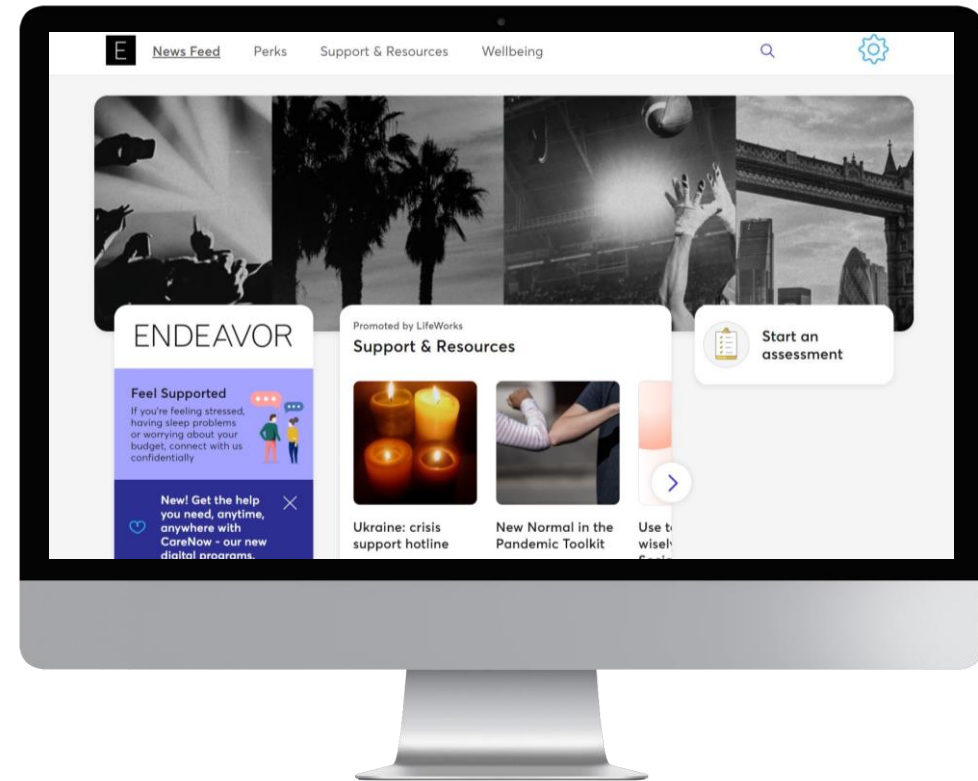 E
News Feed
Perks
Support & Resources
Wellbeing
ENDEAVOR
Feel Supported
If you're feeling stressed,
having sleep problems
or worrying about your
budget, connect with us
confidentially
New! Get the help
you need, anytime,
anywhere with
CareNow - our new
digital programs.
Promoted by LifeWorks
Support & Resources
Ukraine: crisis
support hotline
New Normal in the
Pandemic Toolkit
Use
Start an
assessment